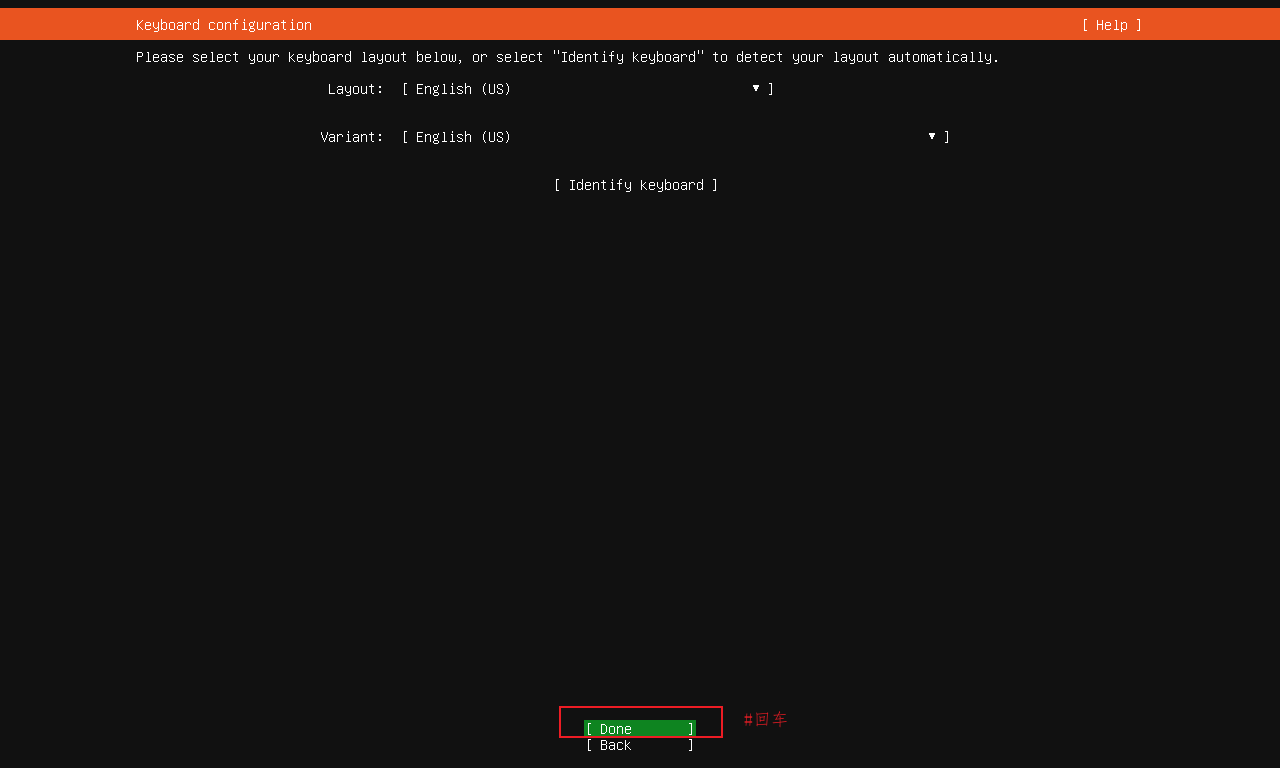 Keyboard configuration [ Help ]
Please select your keyboard layout below, or select "Identify keyboard" to detect your layout automatically.
Layout: [ English (US) ▾ ]
Variant: [ English (US) ▾ ]
[ Identify keyboard ]
[ Done ] #回车
[ Back ]